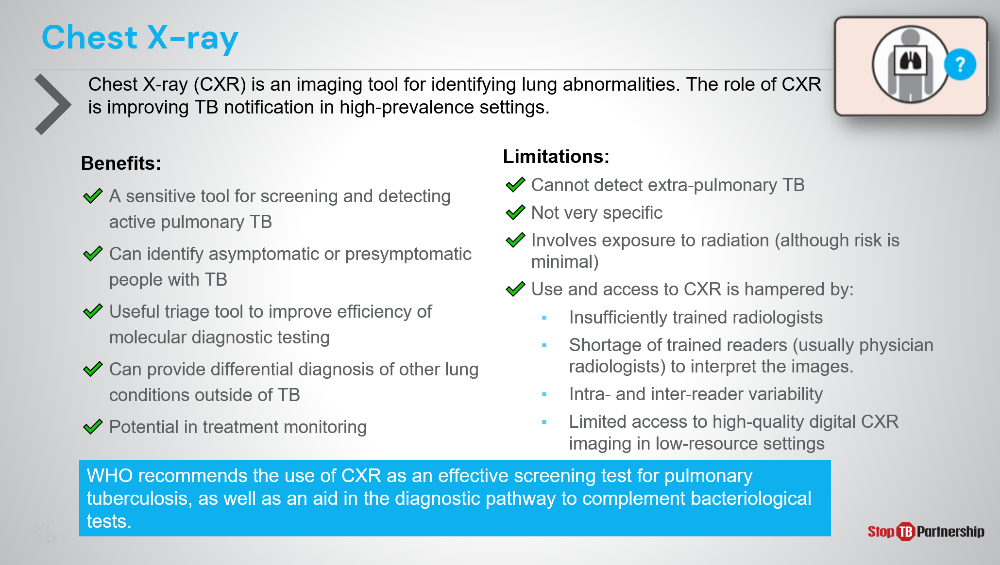 Chest X-ray
?
Chest X-ray (CXR) is an imaging tool for identifying lung abnormalities. The role of CXR
is improving TB notification in high-prevalence settings.
Benefits:
A sensitive tool for screening and detecting
active pulmonary TB
Can identify asymptomatic or presymptomatic
people with TB
Useful triage tool to improve efficiency of
molecular diagnostic testing
Can provide differential diagnosis of other lung
conditions outside of TB
Potential in treatment monitoring
Limitations:
Cannot detect extra-pulmonary TB
Not very specific
Involves exposure to radiation (although risk is
minimal)
Use and access to CXR is hampered by:
Insufficiently trained radiologists
Shortage of trained readers (usually physician
radiologists) to interpret the images.
Intra- and inter-reader variability
Limited access to high-quality digital CXR
imaging in low-resource settings
WHO recommends the use of CXR as an effective screening test for pulmonary
tuberculosis, as well as an aid in the diagnostic pathway to complement bacteriological
tests.
Stop TB Partnership